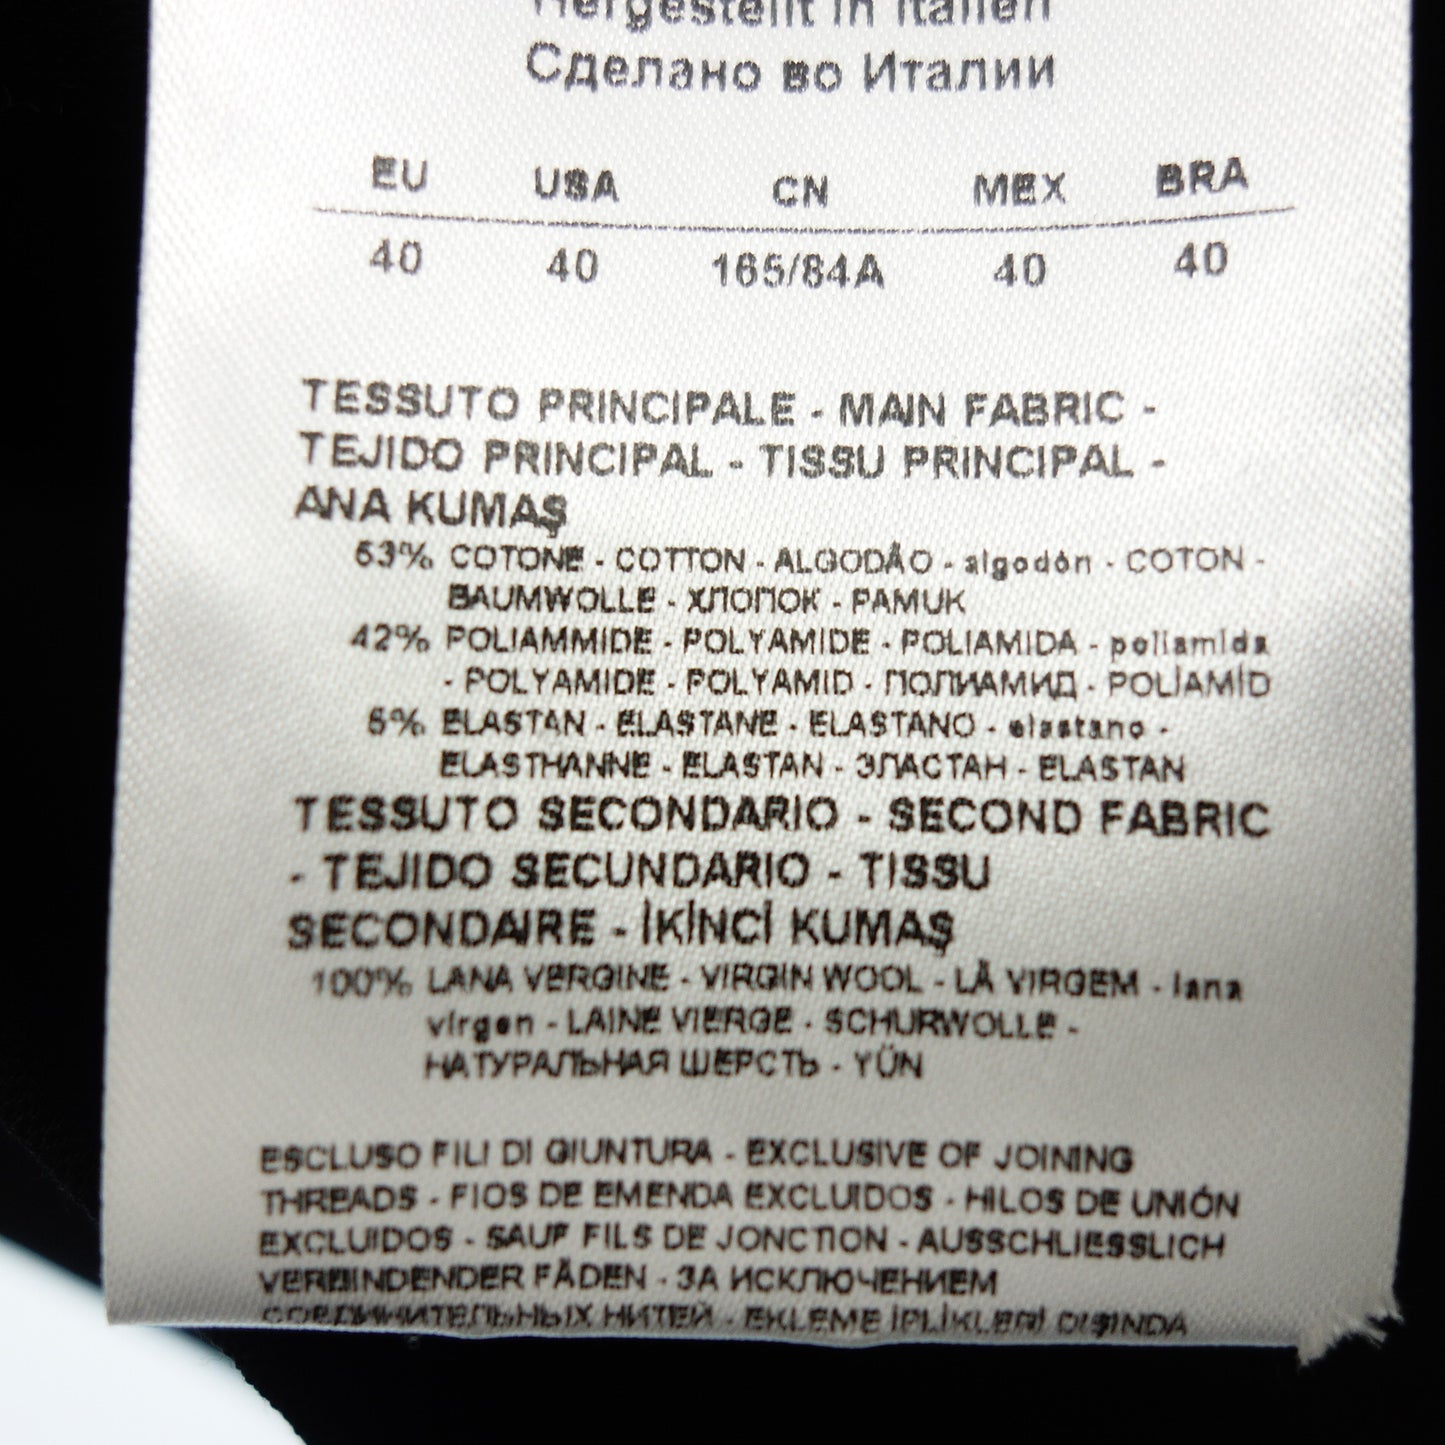 Hergestellt in Italien
Сделано во Италии
EU USA CN MEX BRA
40 40 165/84A 40 40
TESSUTO PRINCIPALE - MAIN FABRIC -
TEJIDO PRINCIPAL - TISSU PRINCIPAL -
ANA KUMAŞ
53% COTONE - COTTON - ALGODÃO - algodón - COTON -
BAUMWOLLE - ХЛОПОК - PAMUK
42% POLIAMMIDE - POLYAMIDE - POLIAMIDA - poliamida
- POLYAMIDE - POLYAMID - ПОЛИАМИД - POLİAMİD
5% ELASTAN - ELASTANE - ELASTANO - elastano -
ELASTHANNE - ELASTAN - ЭЛАСТАН - ELASTAN
TESSUTO SECONDARIO - SECOND FABRIC
- TEJIDO SECUNDARIO - TISSU
SECONDAIRE - İKİNCİ KUMAŞ
100% LANA VERGINE - VIRGIN WOOL - LÃ VIRGEM - lana
virgen - LAINE VIERGE - SCHURWOLLE -
НАТУРАЛЬНАЯ ШЕРСТЬ - YÜN
ESCLUSO FILI DI GIUNTURA - EXCLUSIVE OF JOINING
THREADS - FIOS DE EMENDA EXCLUIDOS - HILOS DE UNIÓN
EXCLUIDOS - SAUF FILS DE JONCTION - AUSSCHLIESSLICH
VERBINDENDER FÄDEN - ЗА ИСКЛЮЧЕНИЕМ
СОЕДИНИТЕЛЬНЫХ НИТЕЙ - EKLEME İPLİKLERİ DIŞINDA